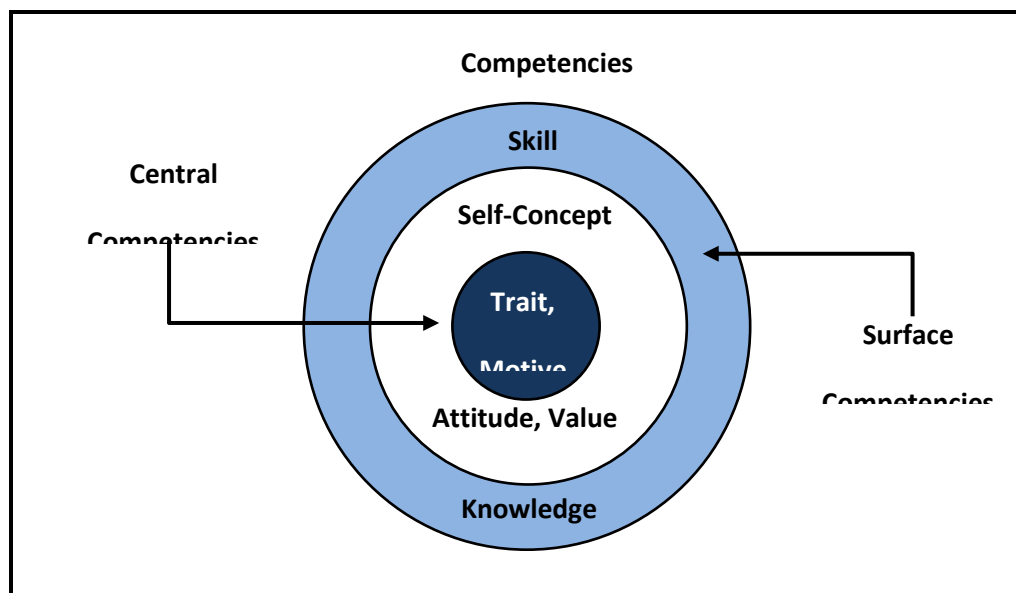 Competencies
Skill
Central
Competencies
Self-Concept
Trait,
Motive
Surface
Competencies
Attitude, Value
Knowledge